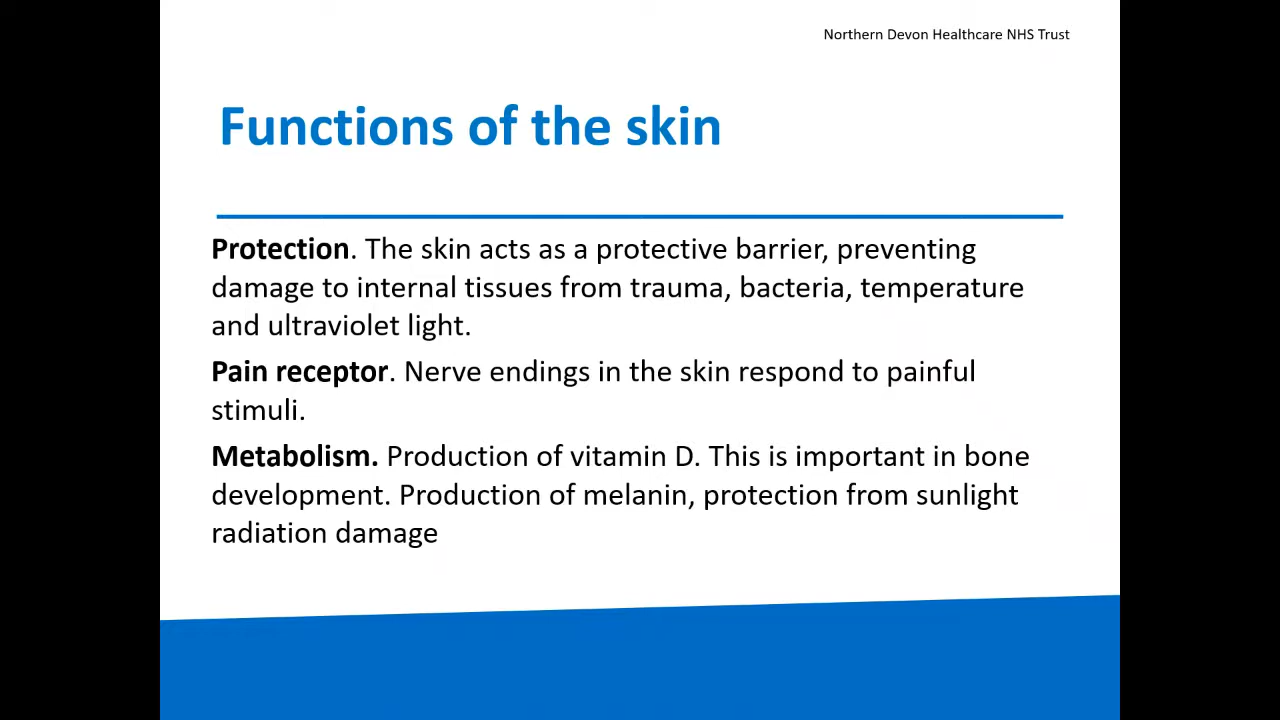 Northern Devon Healthcare NHS Trust
Functions of the skin
Protection. The skin acts as a protective barrier, preventing
damage to internal tissues from trauma, bacteria, temperature
and ultraviolet light.
Pain receptor. Nerve endings in the skin respond to painful
stimuli.
Metabolism. Production of vitamin D. This is important in bone
development. Production of melanin, protection from sunlight
radiation damage